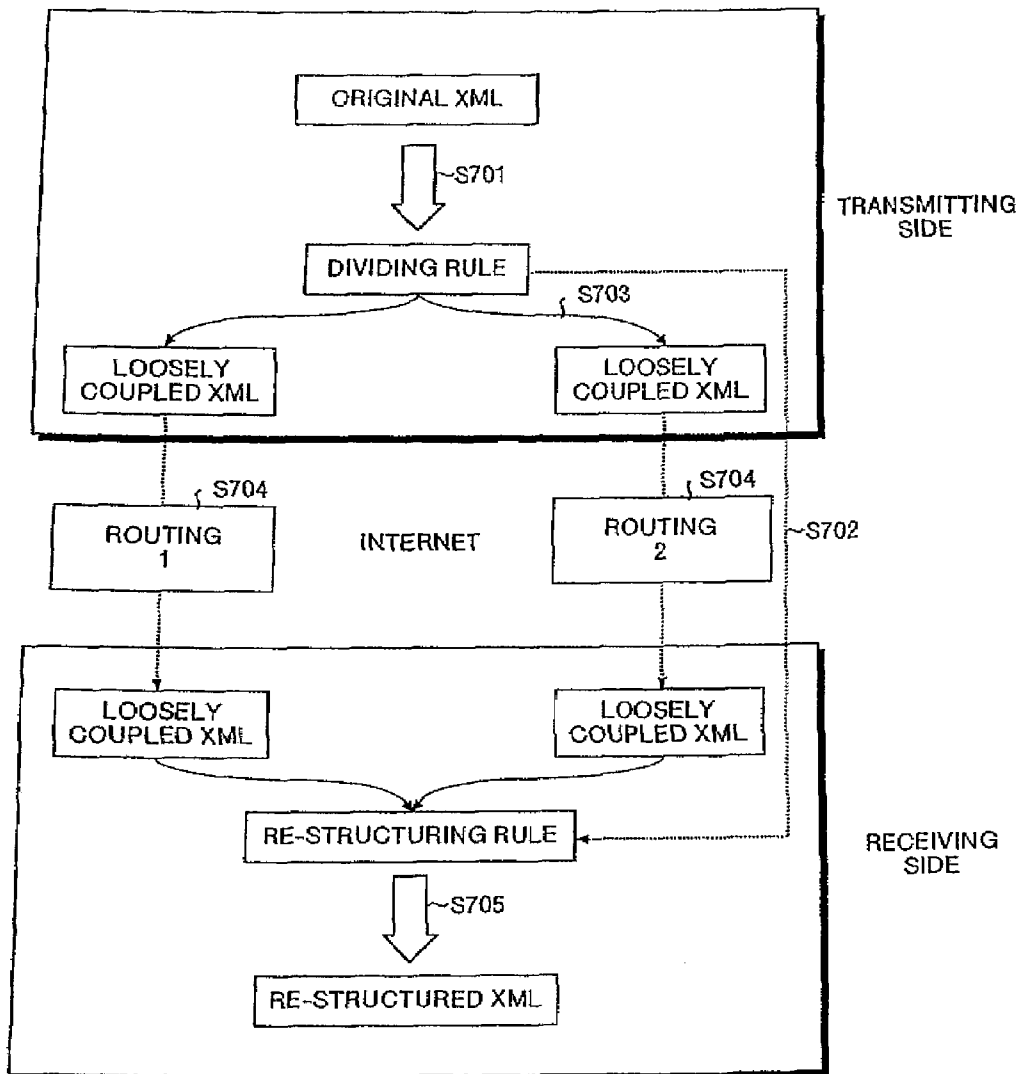 ORIGINAL XML
S701
TRANSMITTING
SIDE
DIVIDING RULE
S703
LOOSELY
COUPLED XML
LOOSELY
COUPLED XML
S704
S704
ROUTING
1
INTERNET
ROUTING
2
S702
LOOSELY
COUPLED XML
LOOSELY
COUPLED XML
RE-STRUCTURING RULE
RECEIVING
SIDE
S705
RE-STRUCTURED XML